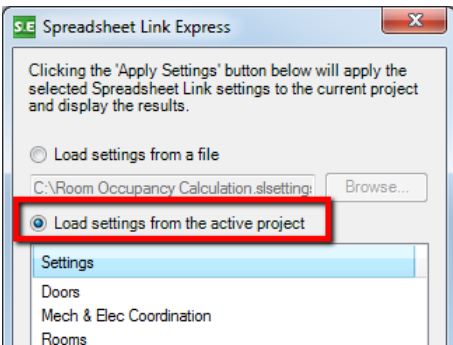 S.E Spreadsheet Link Express
Clicking the 'Apply Settings' button below will apply the
selected Spreadsheet Link settings to the current project
and display the results.
Load settings from a file
C:\Room Occupancy Calculation.slsettings Browse...
Load settings from the active project
Settings
Doors
Mech & Elec Coordination
Rooms